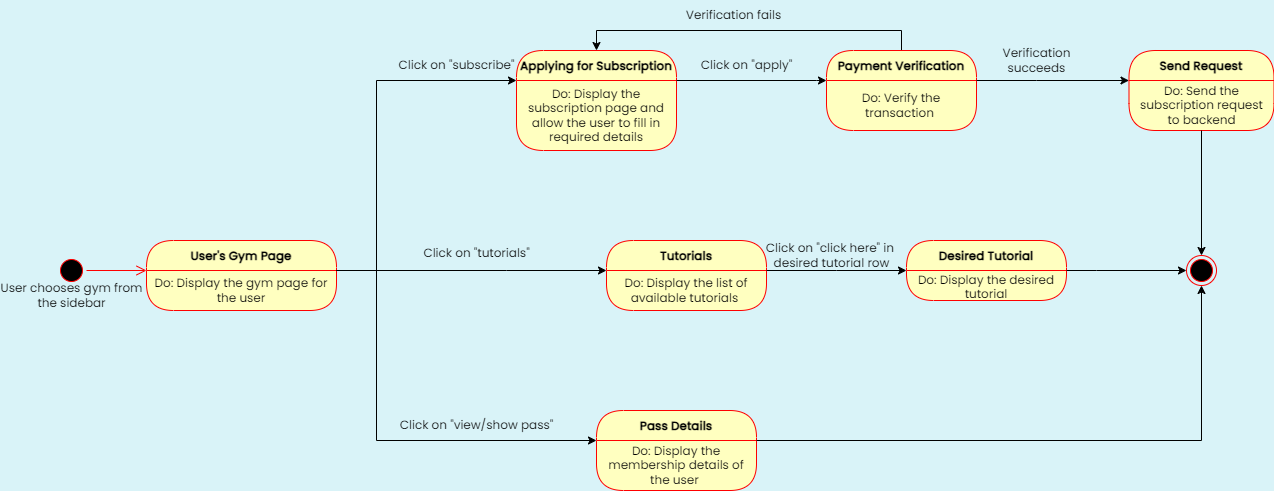 Verification fails
Click on "subscribe"
Applying for Subscription
Do: Display the
subscription page and
allow the user to fill in
required details
Click on "apply"
Payment Verification
Do: Verify the
transaction
Verification
succeeds
Send Request
Do: Send the
subscription request
to backend
User chooses gym from
the sidebar
User's Gym Page
Do: Display the gym page for
the user
Click on "tutorials"
Tutorials
Do: Display the list of
available tutorials
Click on "click here" in
desired tutorial row
Desired Tutorial
Do: Display the desired
tutorial
Click on "view/show pass"
Pass Details
Do: Display the
membership details of
the user